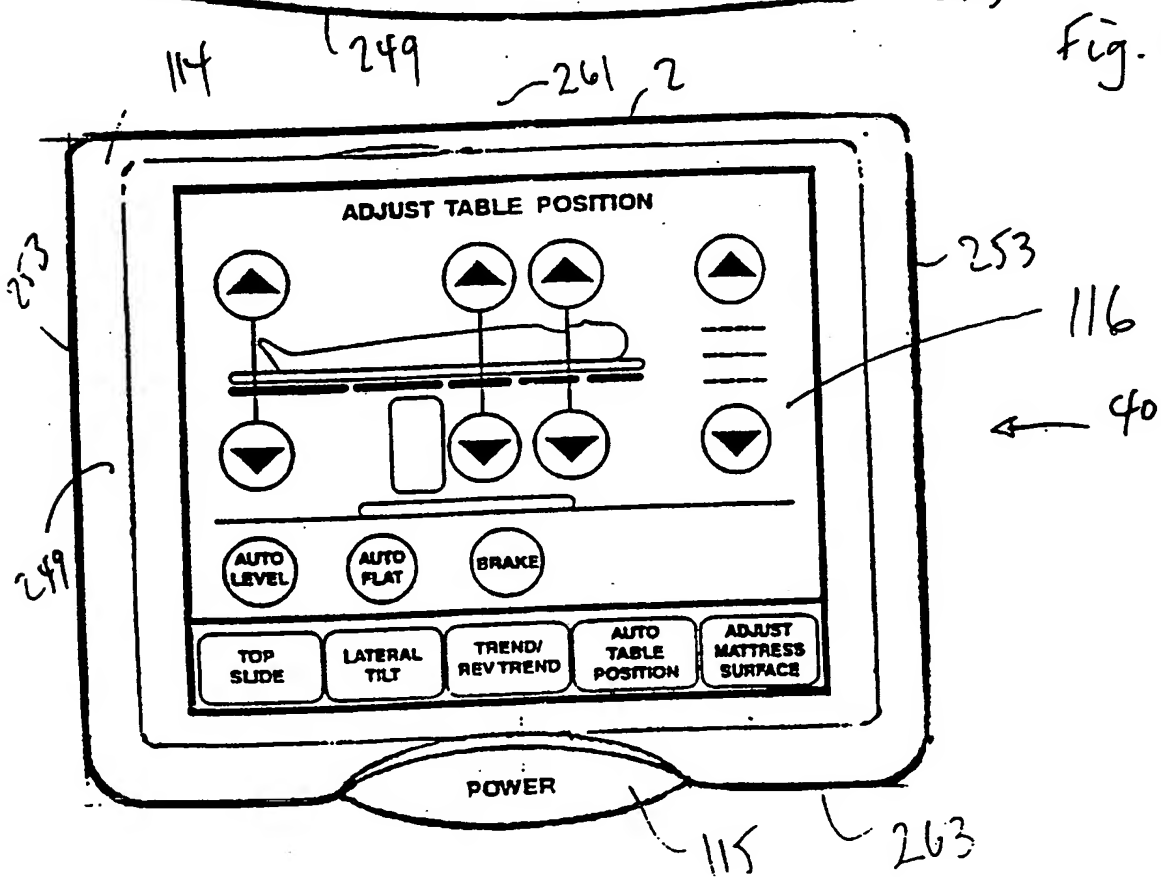 249
Fig.
114
261
2
ADJUST TABLE POSITION
253
253
116
40
249
AUTO LEVEL
AUTO FLAT
BRAKE
TOP SLIDE
LATERAL TILT
TREND/ REV TREND
AUTO TABLE POSITION
ADJUST MATTRESS SURFACE
POWER
115
263